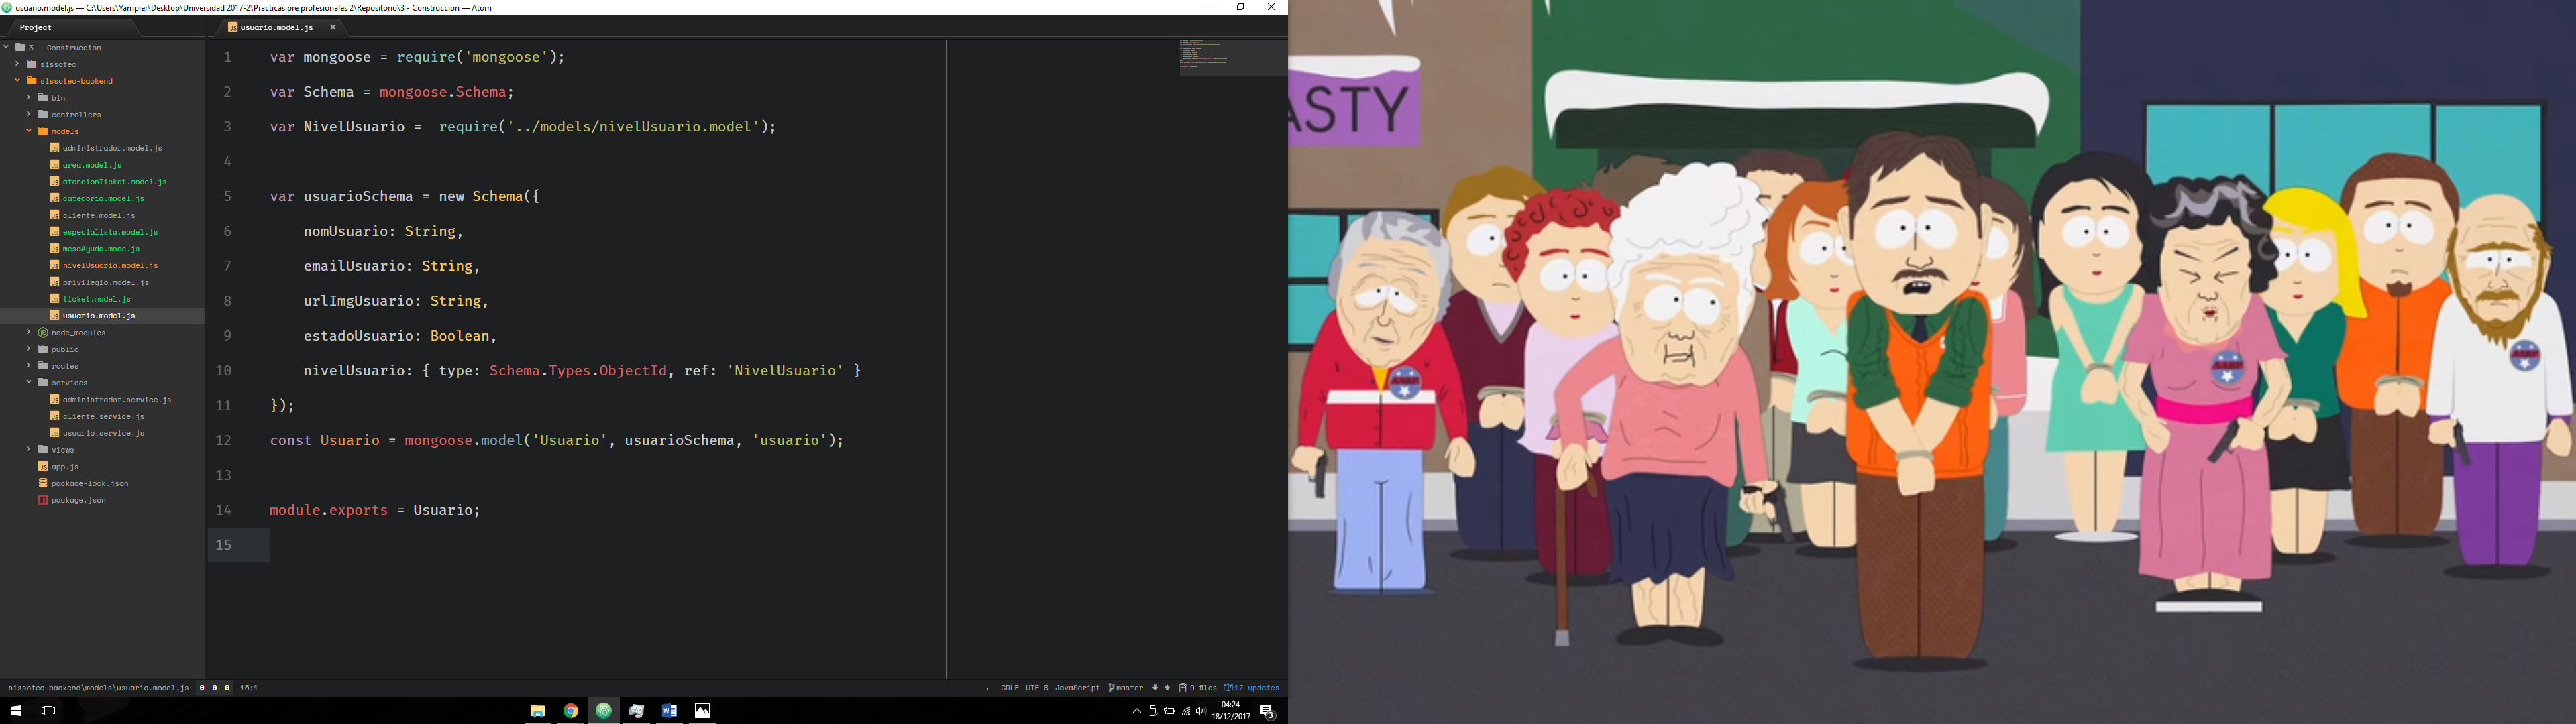 usuario.model.js — C:\Users\Yampier\Desktop\Universidad 2017-2\Practicas pre profesionales 2\Repositorio\3 - Construccion — Atom
Project
3 - Construccion
sissotec
sissotec-backend
bin
controllers
models
administrador.model.js
area.model.js
atencionTicket.model.js
categoria.model.js
cliente.model.js
especialista.model.js
mesaAyuda.mode.js
nivelUsuario.model.js
privilegio.model.js
ticket.model.js
usuario.model.js
node_modules
public
routes
services
administrador.service.js
cliente.service.js
usuario.service.js
views
app.js
package-lock.json
package.json
usuario.model.js
1 var mongoose = require('mongoose');
2 var Schema = mongoose.Schema;
3 var NivelUsuario =  require('../models/nivelUsuario.model');
4
5 var usuarioSchema = new Schema({
6 nomUsuario: String,
7 emailUsuario: String,
8 urlImgUsuario: String,
9 estadoUsuario: Boolean,
10 nivelUsuario: { type: Schema.Types.ObjectId, ref: 'NivelUsuario' }
11 });
12 const Usuario = mongoose.model('Usuario', usuarioSchema, 'usuario');
13
14 module.exports = Usuario;
15
sissotec-backend\models\usuario.model.js 0 0 0 15:1
CRLF UTF-8 JavaScript master 9 files 17 updates
04:24
18/12/2017
3
ASTY
AARP
AARP